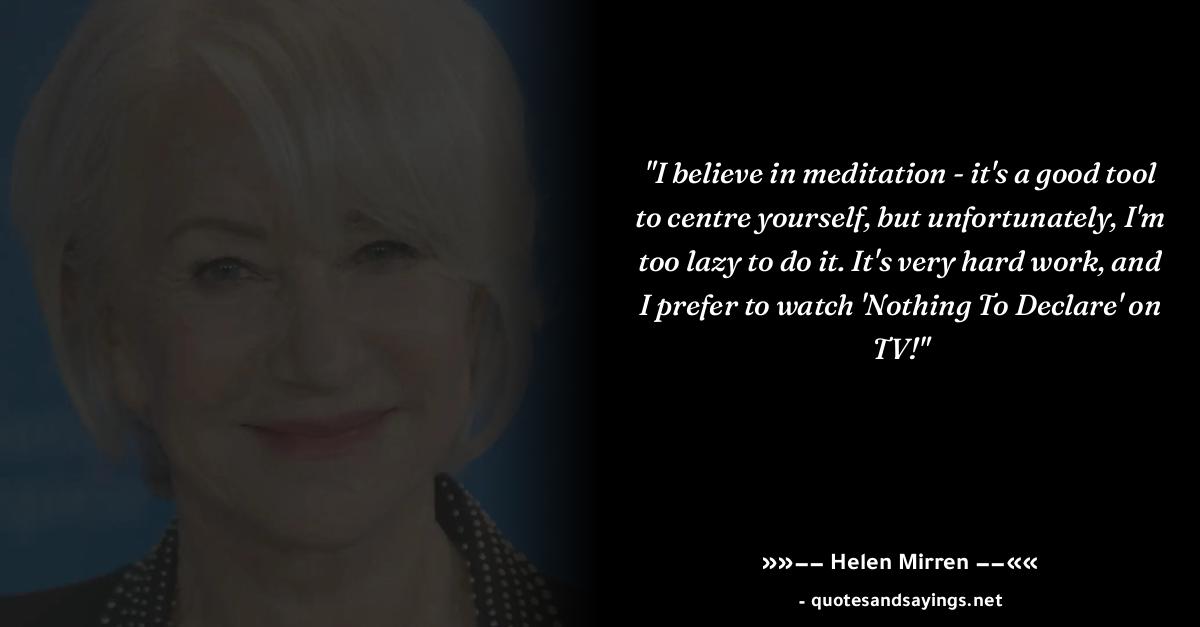 "I believe in meditation - it's a good tool
to centre yourself, but unfortunately, I'm
too lazy to do it. It's very hard work, and
I prefer to watch 'Nothing To Declare' on
TV!"
»»−− Helen Mirren −−««
- quotesandsayings.net